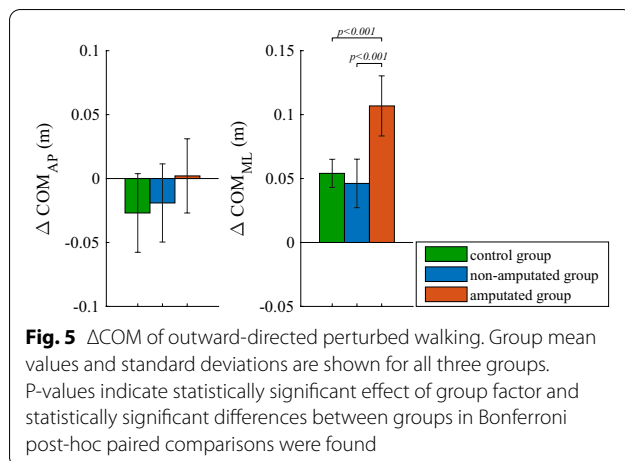 p<0.001
p<0.001
0.1
0.05
0
-0.05
-0.1
Δ COM_AP (m)
0.15
0.1
0.05
0
-0.05
Δ COM_ML (m)
control group
non-amputated group
amputated group
Fig. 5 ΔCOM of outward-directed perturbed walking. Group mean
values and standard deviations are shown for all three groups.
P-values indicate statistically significant effect of group factor and
statistically significant differences between groups in Bonferroni
post-hoc paired comparisons were found